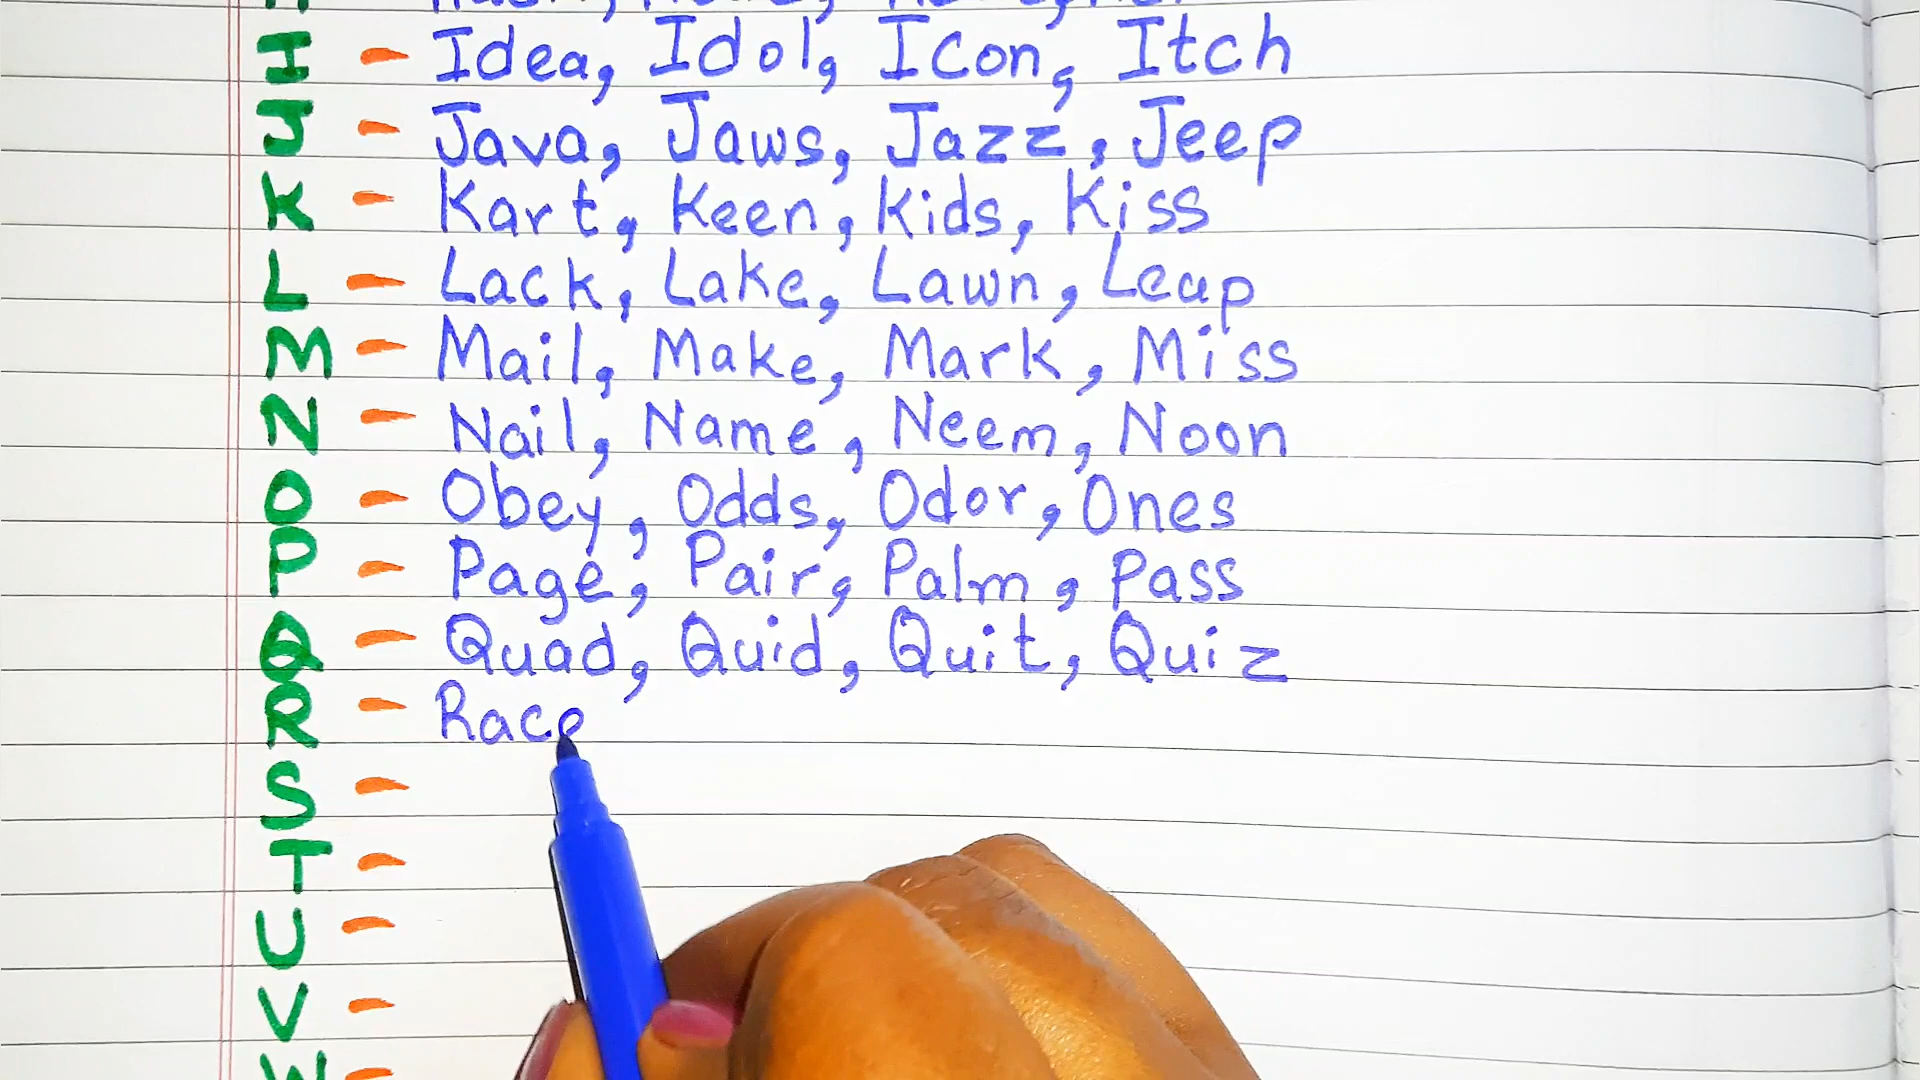 I - Idea, Idol, Icon, Itch
J - Java, Jaws, Jazz, Jeep
K - Kart, Keen, Kids, Kiss
L - Lack, Lake, Lawn, Leap
M - Mail, Make, Mark, Miss
N - Nail, Name, Neem, Noon
O - Obey, Odds, Odor, Ones
P - Page, Pair, Palm, Pass
Q - Quad, Quid, Quit, Quiz
R - Race
S -
T -
U -
V -
W -